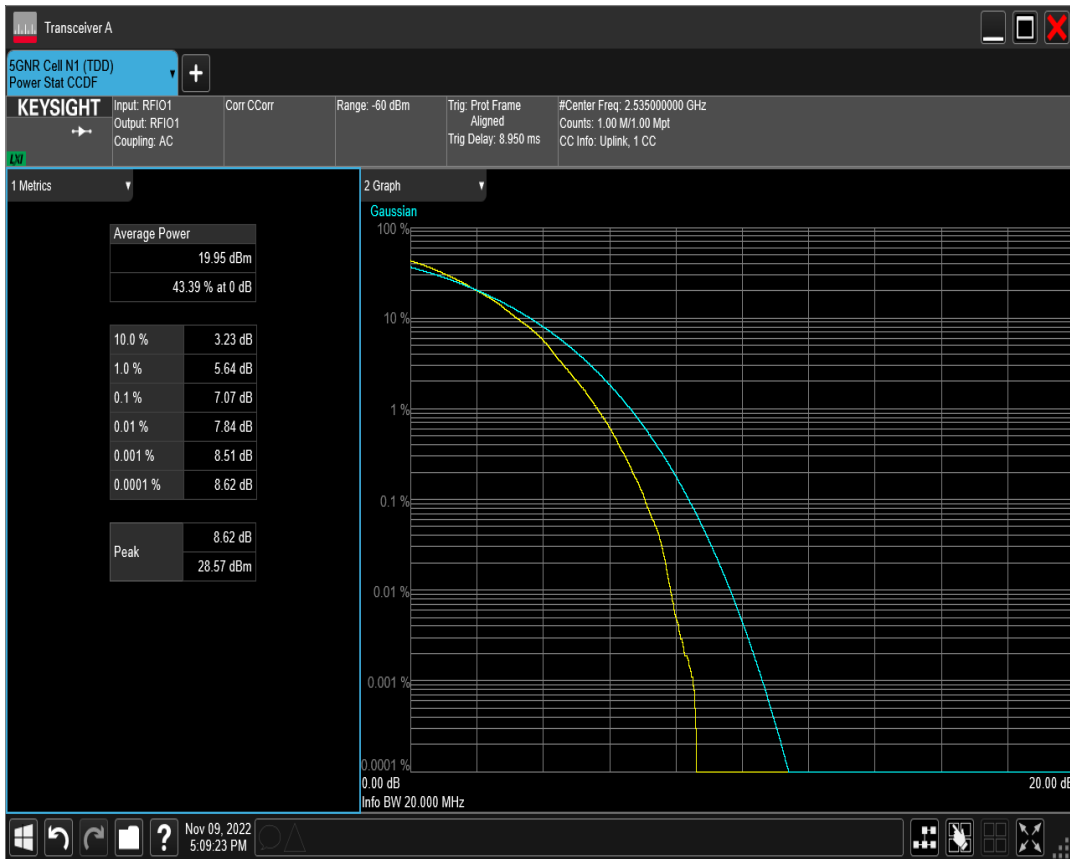 Transceiver A
5GNR Cell N1 (TDD)
Power Stat CCDF
KEYSIGHT
LXI
Input: RFIO1
Output: RFIO1
Coupling: AC
Corr CCorr
Range: -60 dBm
Trig: Prot Frame
Aligned
Trig Delay: 8.950 ms
#Center Freq: 2.535000000 GHz
Counts: 1.00 M/1.00 Mpt
CC Info: Uplink, 1 CC
1 Metrics
Average Power
19.95 dBm
43.39 % at 0 dB
10.0 % 3.23 dB
1.0 % 5.64 dB
0.1 % 7.07 dB
0.01 % 7.84 dB
0.001 % 8.51 dB
0.0001 % 8.62 dB
Peak
8.62 dB
28.57 dBm
2 Graph
Gaussian
100 %
10 %
1 %
0.1 %
0.01 %
0.001 %
0.0001 %
0.00 dB
20.00 dB
Info BW 20.000 MHz
?
Nov 09, 2022
5:09:23 PM